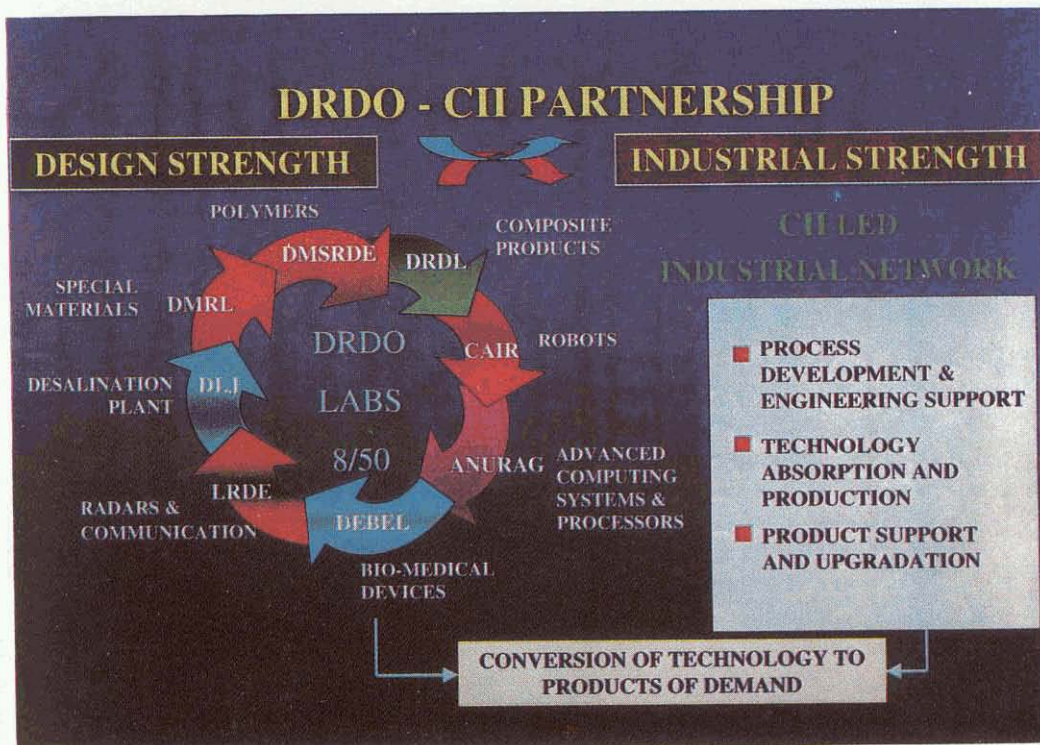 DRDO - CII PARTNERSHIP
DESIGN STRENGTH
INDUSTRIAL STRENGTH
POLYMERS
COMPOSITE
PRODUCTS
SPECIAL
MATERIALS
ROBOTS
DESALINATION
PLANT
ADVANCED
COMPUTING
SYSTEMS &
PROCESSORS
RADARS &
COMMUNICATION
BIO-MEDICAL
DEVICES
DMSRDE
DRDL
CAIR
ANURAG
DEBEL
LRDE
DLJ
DMRL
DRDO
LABS
8/50
CII LED
INDUSTRIAL NETWORK
PROCESS
DEVELOPMENT &
ENGINEERING SUPPORT
TECHNOLOGY
ABSORPTION AND
PRODUCTION
PRODUCT SUPPORT
AND UPGRADATION
CONVERSION OF TECHNOLOGY TO
PRODUCTS OF DEMAND